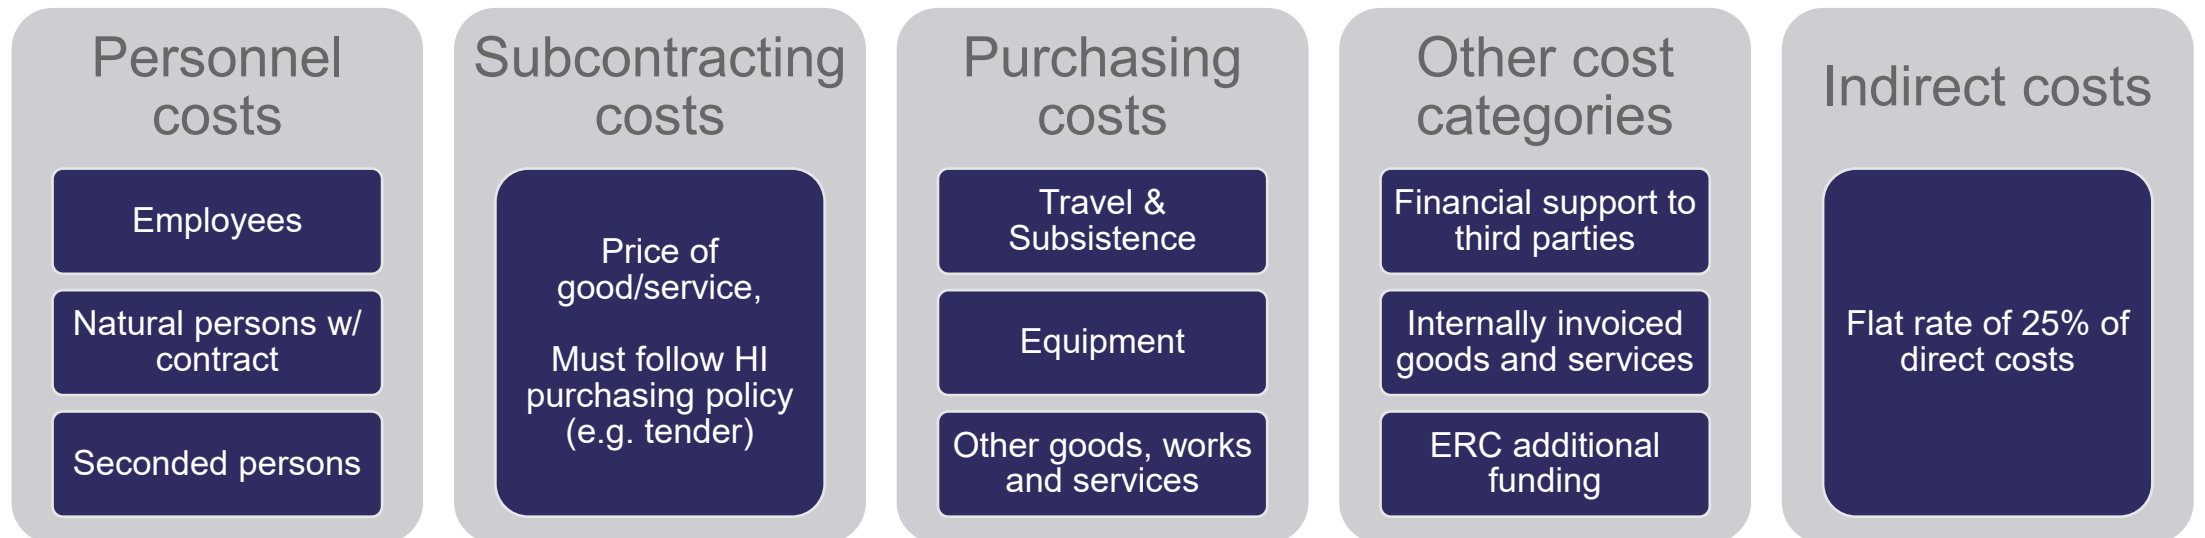 Personnel
costs
Employees
Natural persons w/
contract
Seconded persons
Subcontracting
costs
Price of
good/service,
Must follow HI
purchasing policy
(e.g. tender)
Purchasing
costs
Travel &
Subsistence
Equipment
Other goods, works
and services
Other cost
categories
Financial support to
third parties
Internally invoiced
goods and services
ERC additional
funding
Indirect costs
Flat rate of 25% of
direct costs